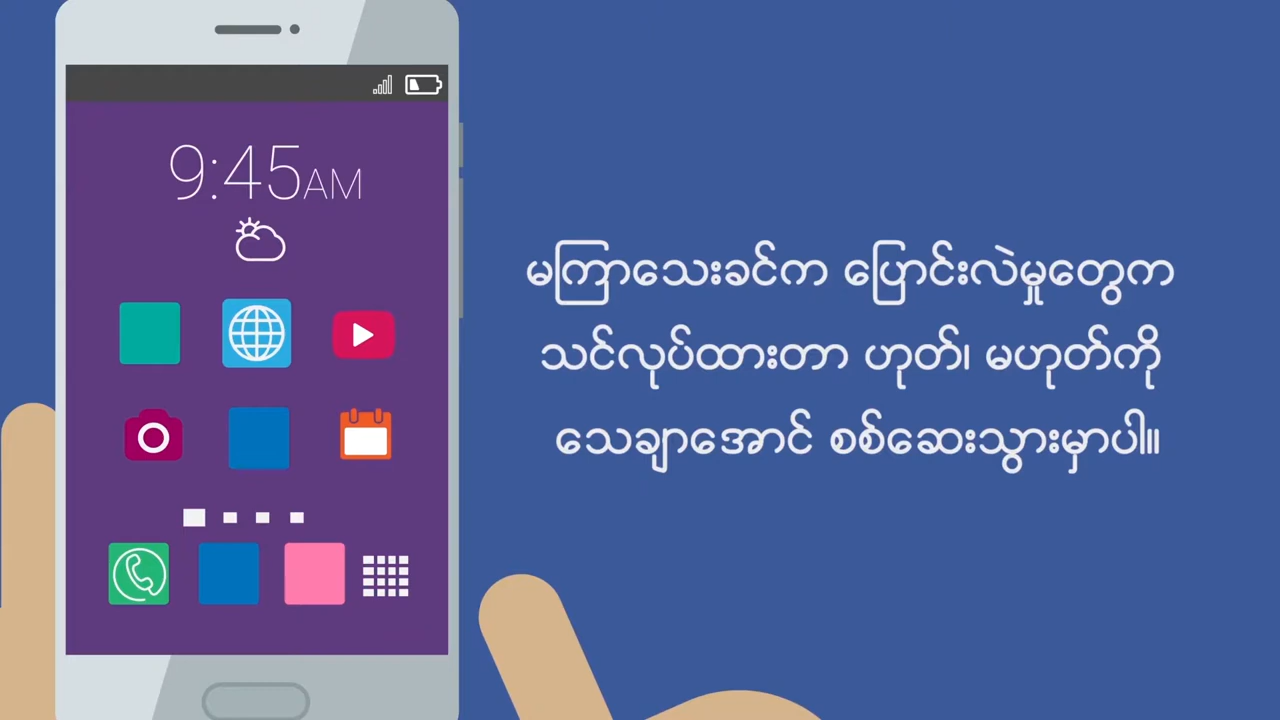 9:45AM
မကြာသေးခင်က ပြောင်းလဲမှုတွေက
သင်လုပ်ထားတာ ဟုတ်၊ မဟုတ်ကို
သေချာအောင် စစ်ဆေးသွားမှာပါ။